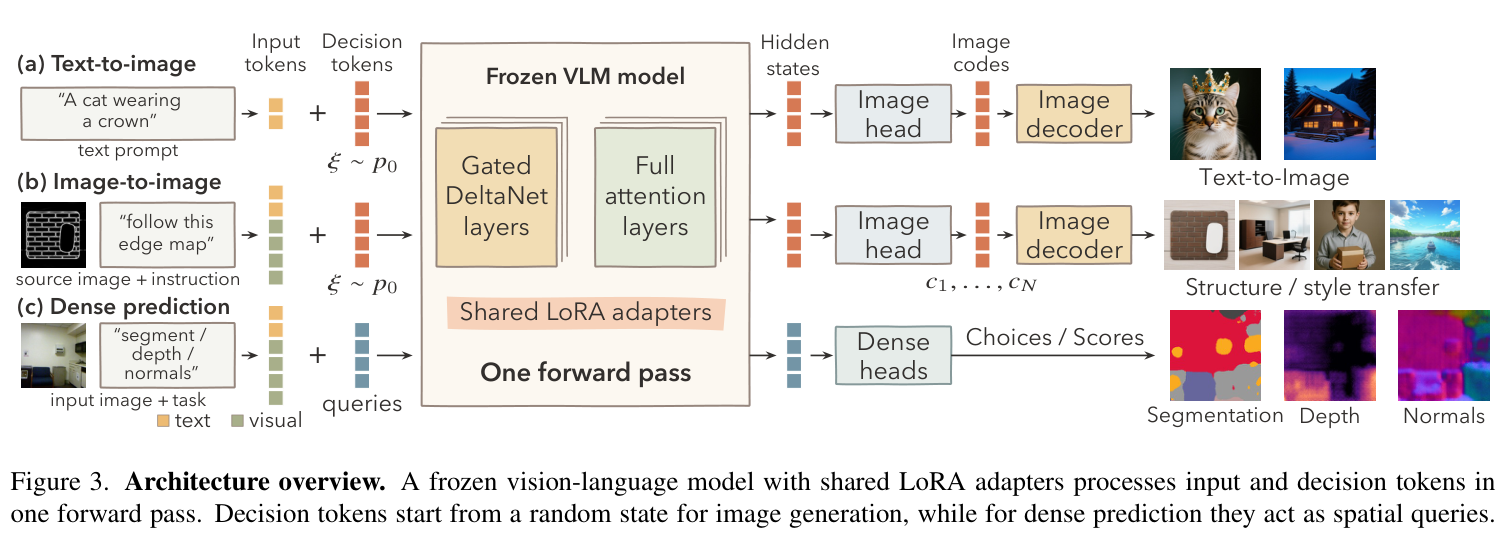 (a) Text-to-image
Input
tokens
Decision
tokens
"A cat wearing
a crown"
text prompt
+
ξ ~ p₀
(b) Image-to-image
"follow this
edge map"
source image + instruction
+
ξ ~ p₀
(c) Dense prediction
"segment /
depth /
normals"
input image + task
+
queries
text
visual
Frozen VLM model
Gated
DeltaNet
layers
Full
attention
layers
Shared LoRA adapters
One forward pass
Hidden
states
Image
head
Image
codes
Image
decoder
Text-to-Image
Image
head
c₁, . . . , c_N
Image
decoder
Structure / style transfer
Dense
heads
Choices / Scores
Segmentation
Depth
Normals
Figure 3. Architecture overview. A frozen vision-language model with shared LoRA adapters processes input and decision tokens in
one forward pass. Decision tokens start from a random state for image generation, while for dense prediction they act as spatial queries.